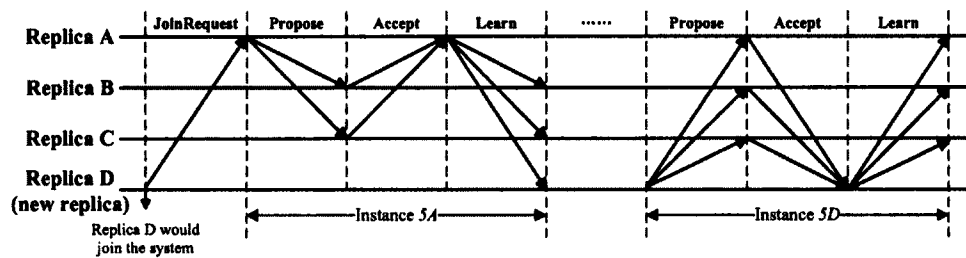 JoinRequest Propose Accept Learn ...... Propose Accept Learn
Replica A
Replica B
Replica C
Replica D
(new replica)
Instance 5A
Instance 5D
Replica D would
join the system